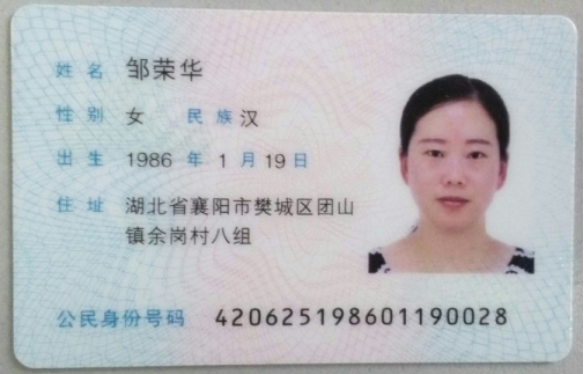 姓名 邹荣华
性别 女 民族 汉
出生 1986 年 1 月 19 日
住址 湖北省襄阳市樊城区团山
镇余岗村八组
公民身份号码 420625198601190028